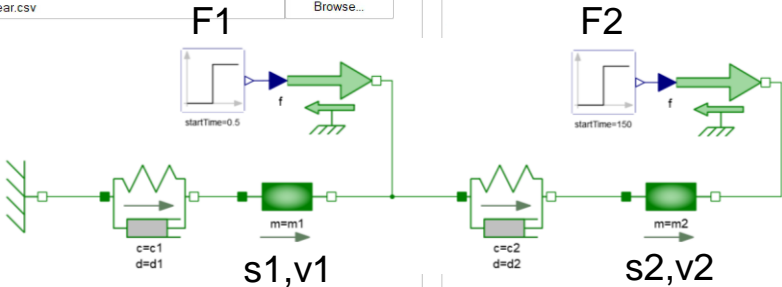 ear.csv
Browse...
F1
F2
f
f
startTime=0.5
startTime=150
m=m1
m=m2
c=c1
d=d1
c=c2
d=d2
s1,v1
s2,v2